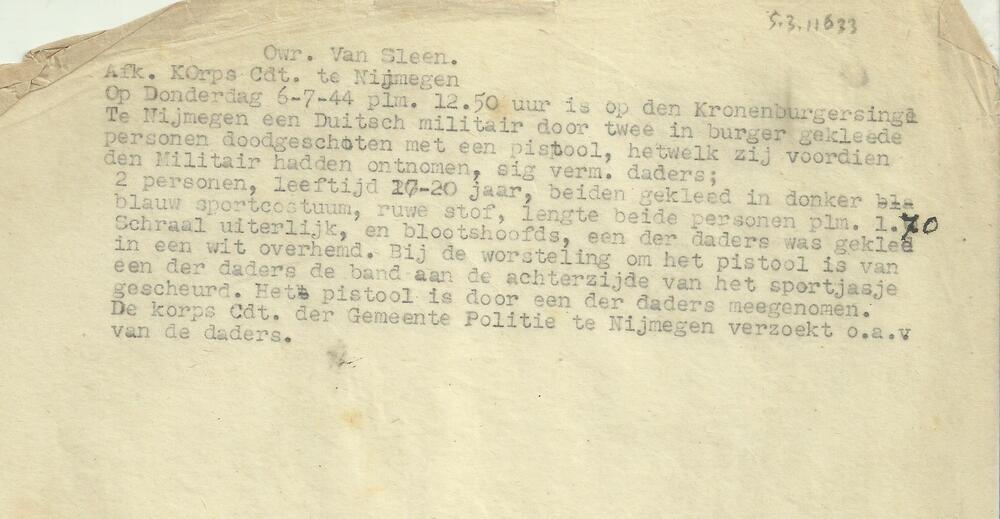 5.3.11633
Owr. Van Sleen.
Afk. KOrps Cdt. te Nijmegen
Op Donderdag 6-7-44 plm. 12.50 uur is op den Kronenburgersingl
Te Nijmegen een Duitsch militair door twee in burger gekleede
personen doodgeschoten met een pistool, hetwelk zij voordien
den Militair hadden ontnomen, sig verm. daders;
2 personen, leeftijd 17-20 jaar, beiden gekleed in donker bla
blauw sportcostuum, ruwe stof, lengte beide personen plm. 1.70
Schraal uiterlijk, en blootshoofds, een der daders was gekled
in een wit overhemd. Bij de worsteling om het pistool is van
een der daders de band aan de achterzijde van het sportjasje
gescheurd. Het pistool is door een der daders meegenomen.
De korps Cdt. der Gemeente Politie te Nijmegen verzoekt o.a.v
van de daders.